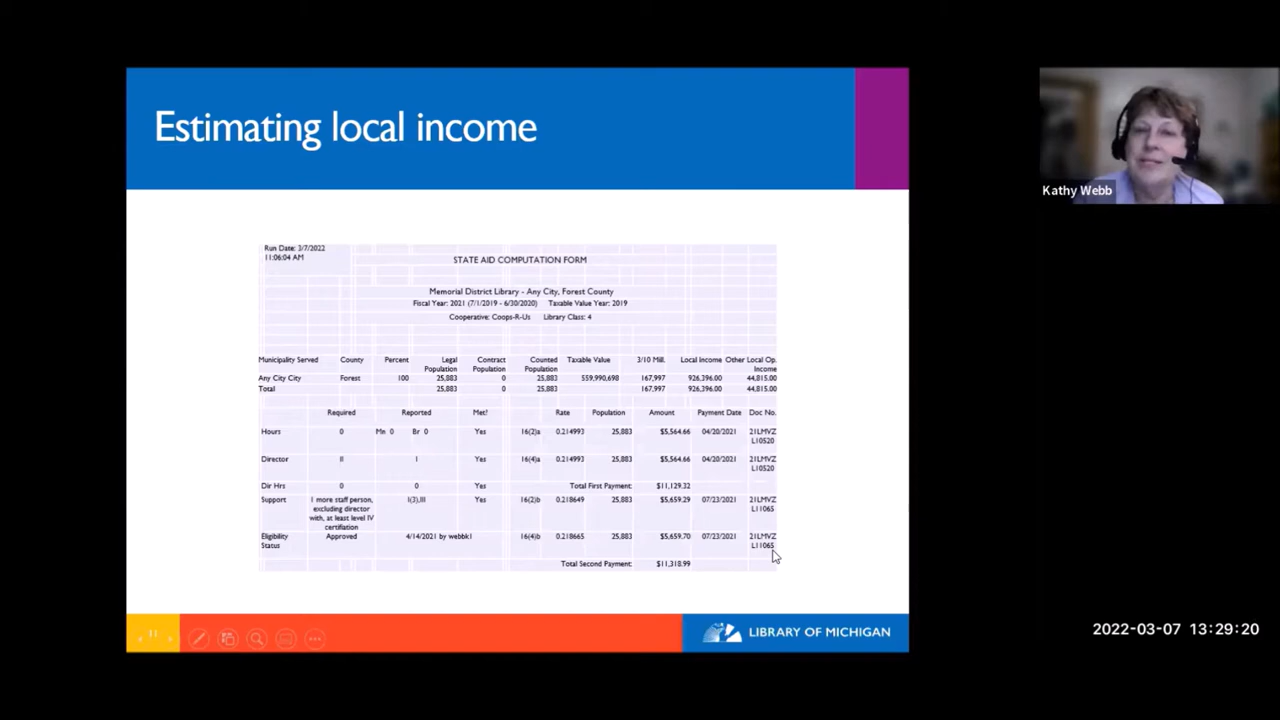 Estimating local income
Kathy Webb
Run Date: 3/7/2022
11:06:04 AM
STATE AID COMPUTATION FORM
Memorial District Library - Any City, Forest County
Fiscal Year: 2021 (7/1/2019 - 6/30/2020) Taxable Value Year: 2019
Cooperative: Coops-R-Us Library Class: 4
Municipality Served County Percent Legal Population Contract Population Counted Population Taxable Value 3/10 Mill. Local Income Other Local Op. Income
Any City City Forest 100 25,883 0 25,883 559,990,698 167,997 926,396.00 44,815.00
Total 25,883 0 25,883 167,997 926,396.00 44,815.00
Required Reported Met? Rate Population Amount Payment Date Doc No.
Hours 0 Mn 0 Br 0 Yes 16(2)a 0.214993 25,883 $5,564.66 04/20/2021 21LMVZ
L10520
Director II I Yes 16(4)a 0.214993 25,883 $5,564.66 04/20/2021 21LMVZ
L10520
Dir Hrs 0 0 Yes Total First Payment: $11,129.32
Support 1 more staff person, I(3),III Yes 16(2)b 0.218649 25,883 $5,659.29 07/23/2021 21LMVZ
excluding director L11065
with, at least level IV
certifiation
Eligibility Approved 4/14/2021 by webbk1 16(4)b 0.218665 25,883 $5,659.70 07/23/2021 21LMVZ
Status L11065
Total Second Payment: $11,318.99
11
LIBRARY OF MICHIGAN
2022-03-07 13:29:20